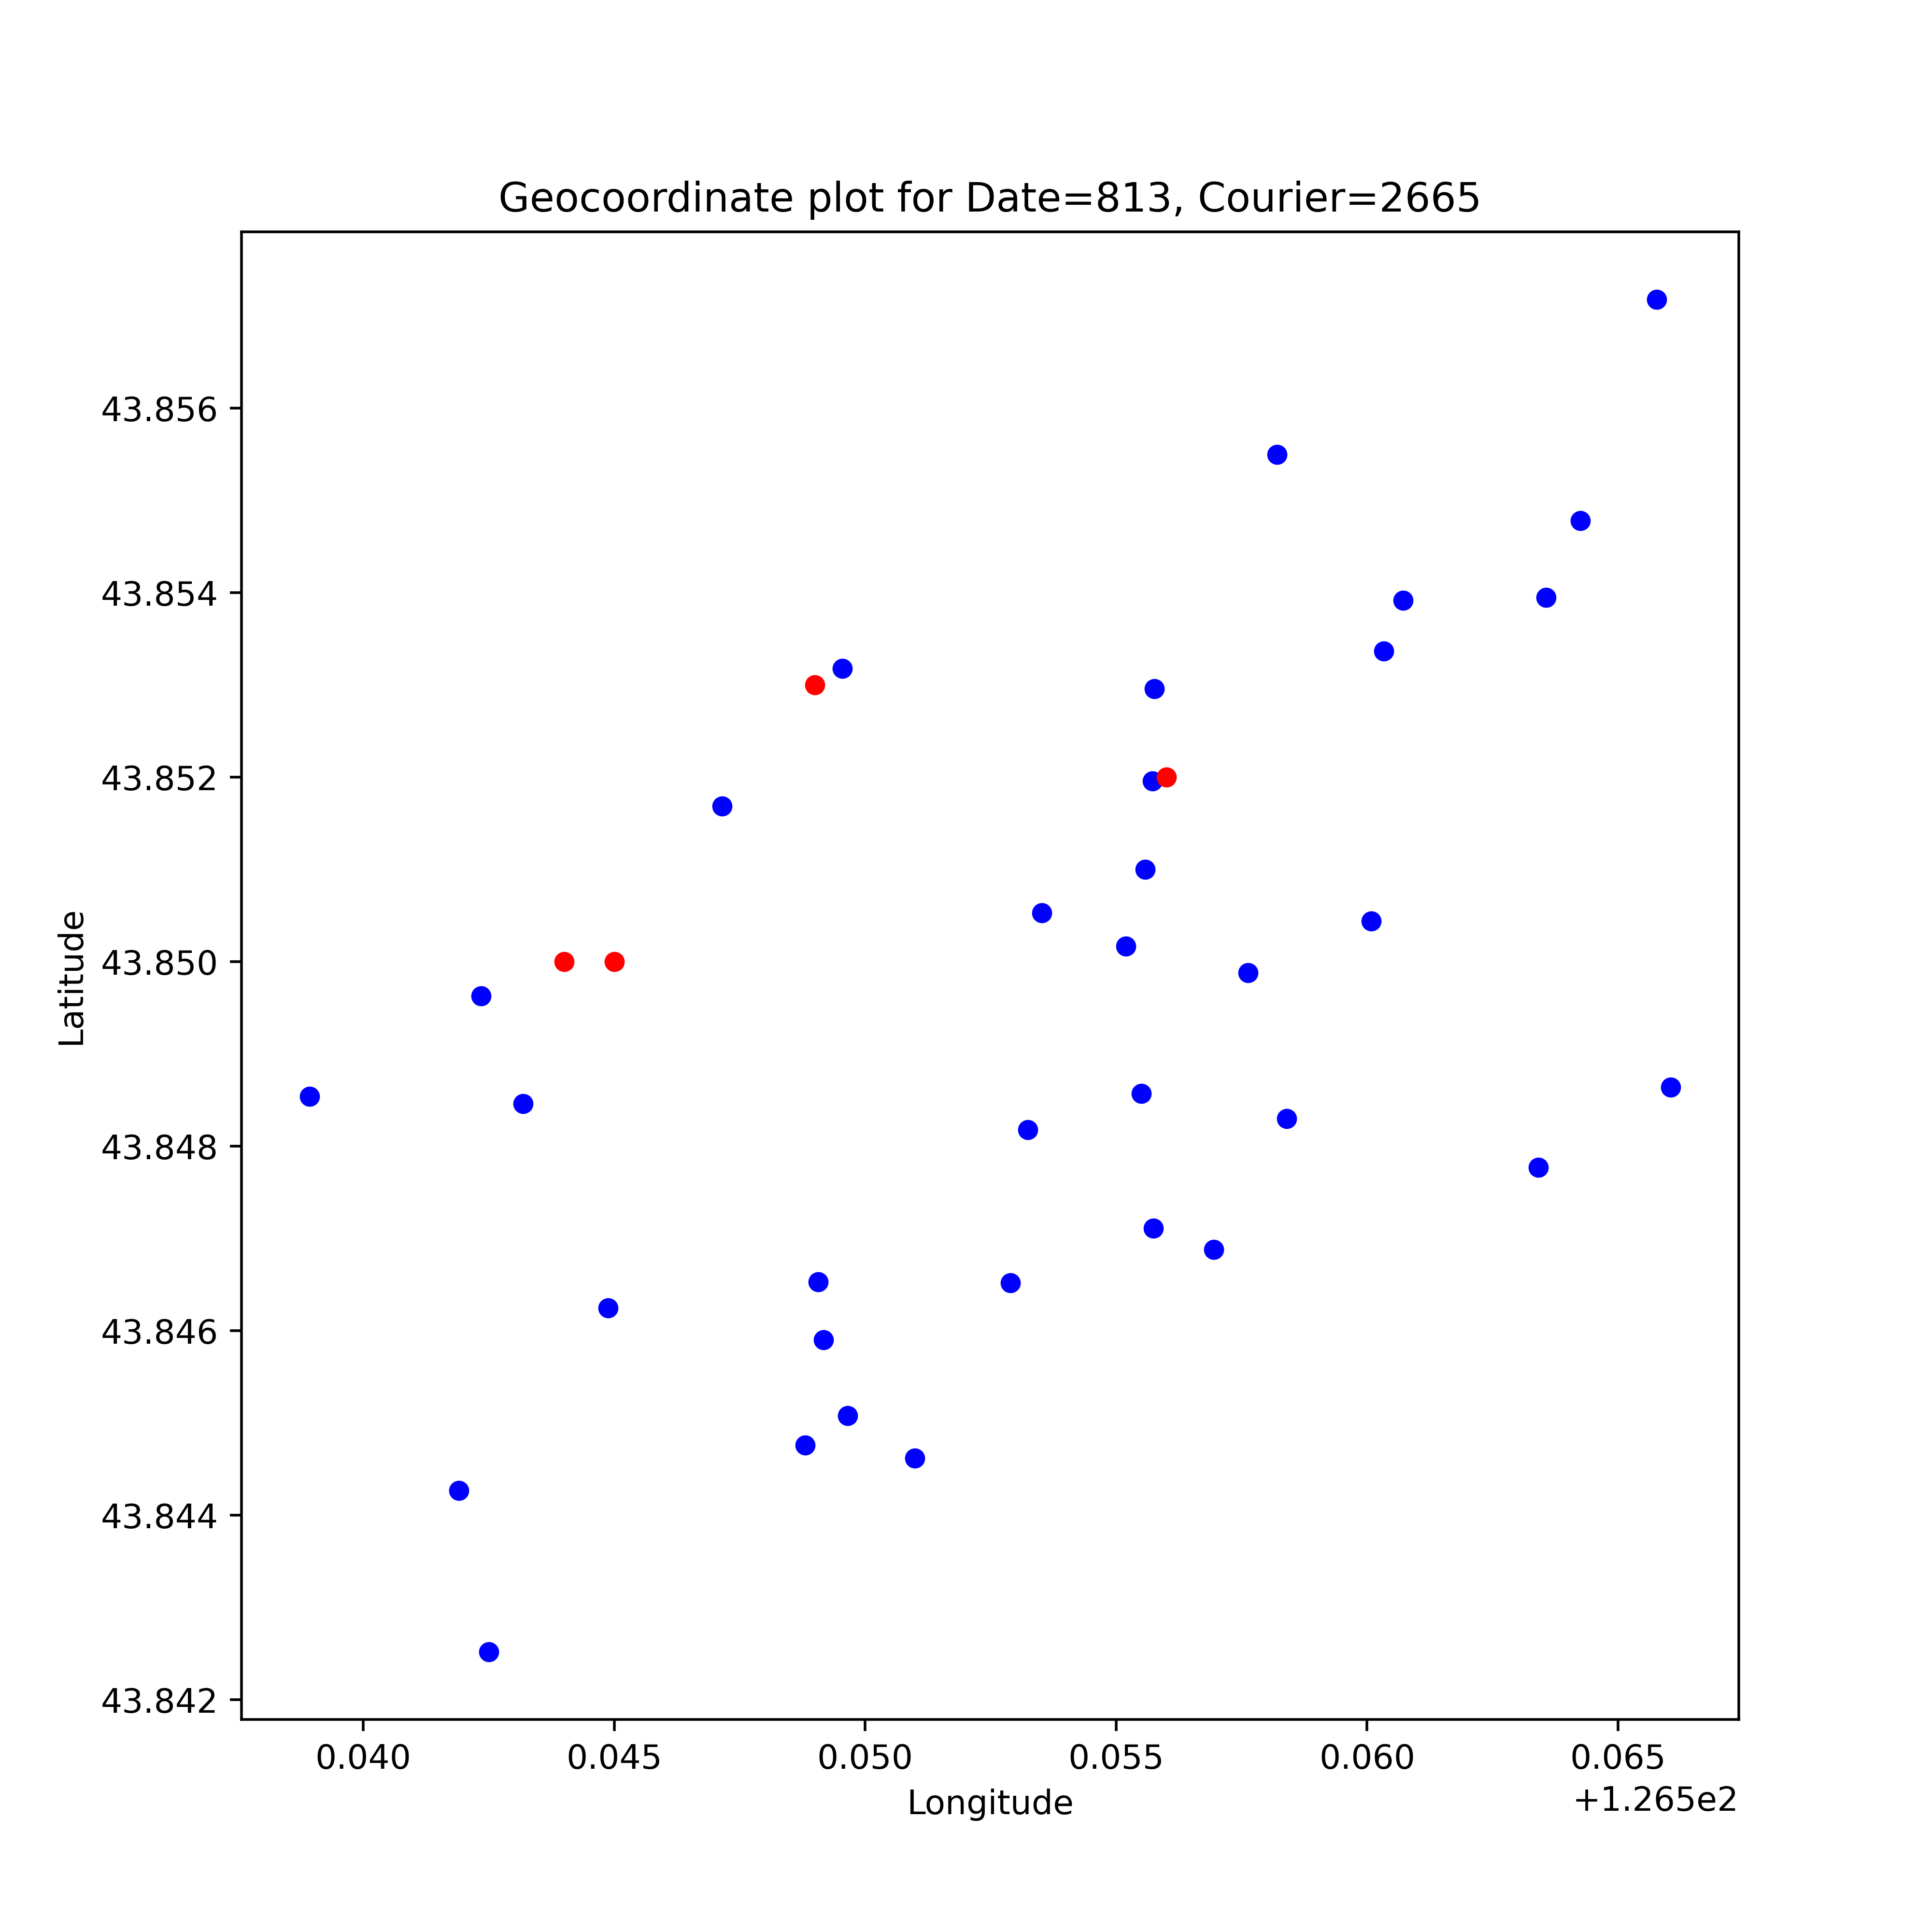 Geocoordinate plot for Date=813, Courier=2665
43.856
43.854
43.852
43.850
43.848
43.846
43.844
43.842
Latitude
0.040 0.045 0.050 0.055 0.060 0.065
Longitude
+1.265e2